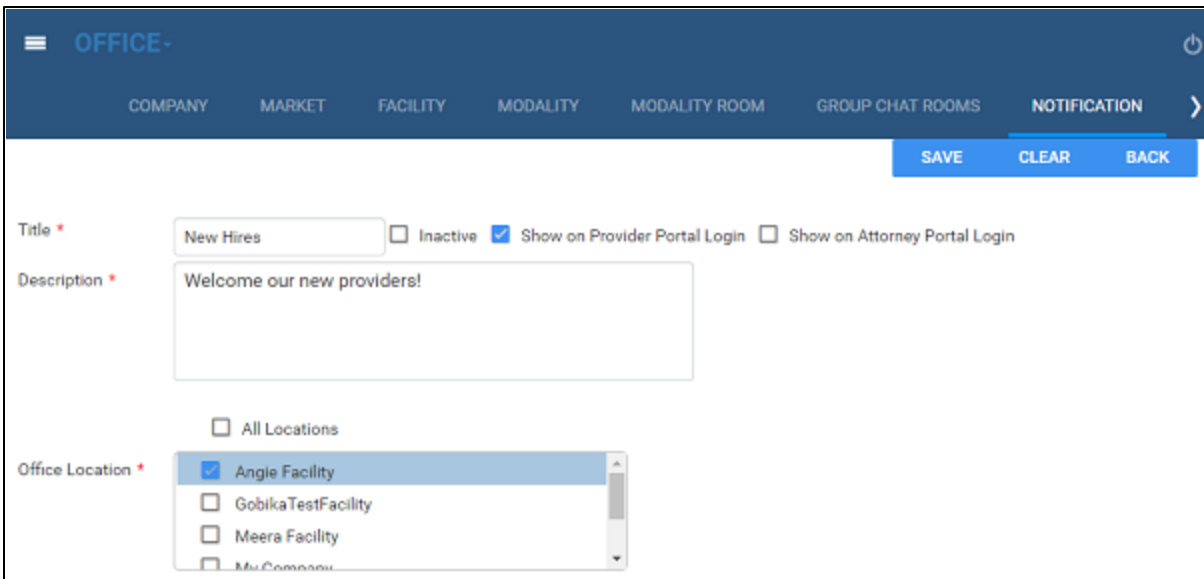 OFFICE
COMPANY MARKET FACILITY MODALITY MODALITY ROOM GROUP CHAT ROOMS NOTIFICATION
SAVE CLEAR BACK
Title * New Hires Inactive Show on Provider Portal Login Show on Attorney Portal Login
Description * Welcome our new providers!
All Locations
Office Location * Angie Facility
GobikaTestFacility
Meera Facility
My Company